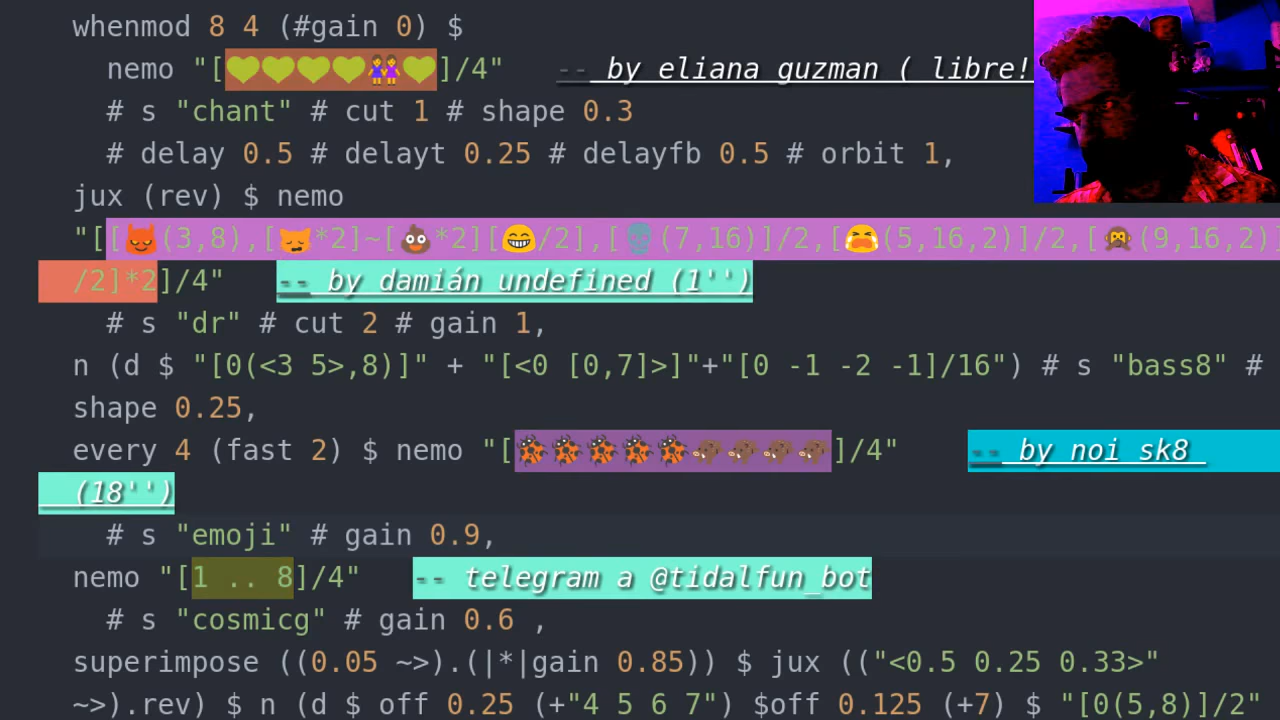 whenmod 8 4 (#gain 0) $
nemo "[💚💚💚💚👭💚]/4" -- by eliana guzman ( libre!
# s "chant" # cut 1 # shape 0.3
# delay 0.5 # delayt 0.25 # delayfb 0.5 # orbit 1,
jux (rev) $ nemo
"[[😈(3,8),[😿*2]~[💩*2][😂/2],[💀(7,16)]/2,[😭(5,16,2)]/2,[🙊(9,16,2)]
/2]*2]/4" -- by damián undefined (1'')
# s "dr" # cut 2 # gain 1,
n (d $ "[0(<3 5>,8)]" + "[<0 [0,7]>]"+"[0 -1 -2 -1]/16") # s "bass8" #
shape 0.25,
every 4 (fast 2) $ nemo "[🐞🐞🐞🐞🐞🐗🐗🐗🐗]/4" -- by noi sk8
(18'')
# s "emoji" # gain 0.9,
nemo "[1 .. 8]/4" -- telegram a @tidalfun_bot
# s "cosmicg" # gain 0.6 ,
superimpose ((0.05 ~>).(|*|gain 0.85)) $ jux (("<0.5 0.25 0.33>"
~>).rev) $ n (d $ off 0.25 (+"4 5 6 7") $off 0.125 (+7) $ "[0(5,8)]/2"